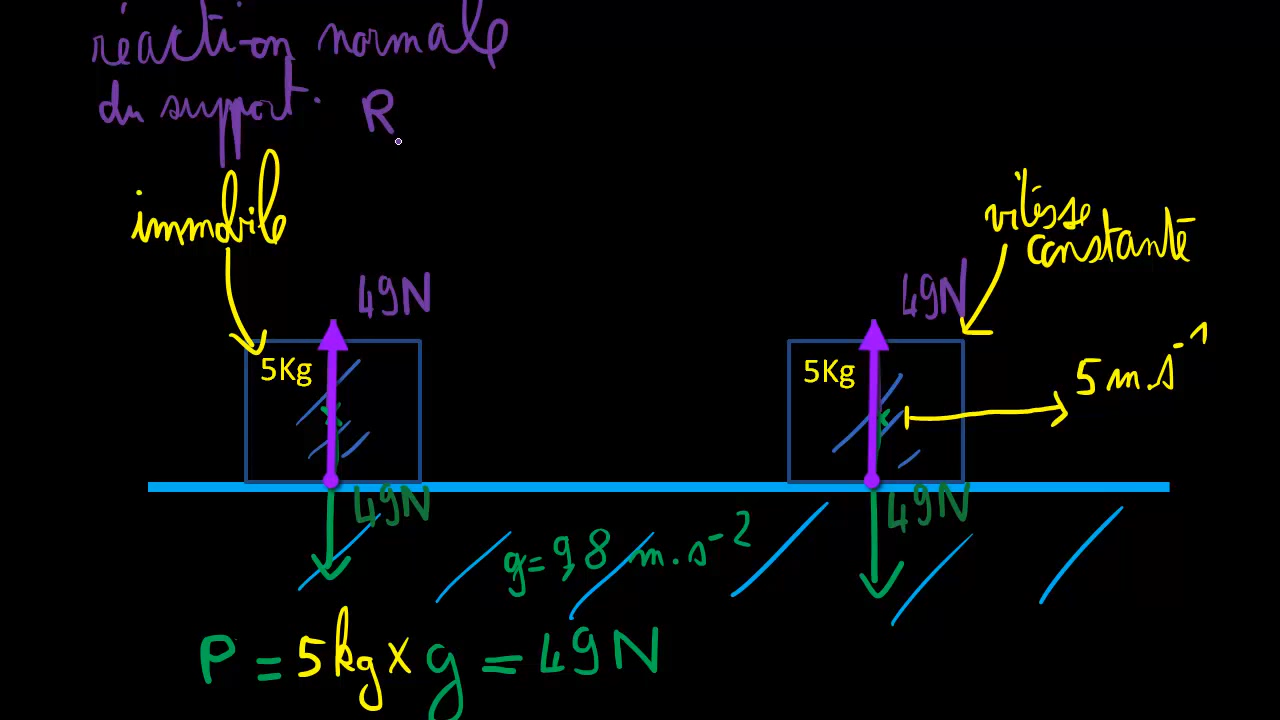 réaction normale
du support. R
immobile
vitesse
constante
49N
49N
5Kg
5Kg
5 m.s⁻¹
49N
49N
g=9,8 m.s⁻²
P = 5kg x g = 49N